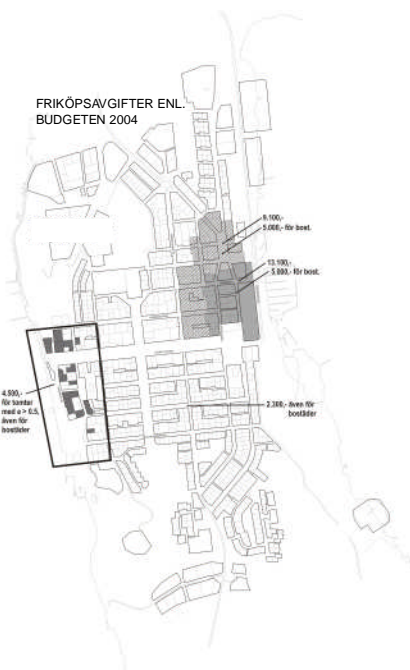 FRIKÖPSAVGIFTER ENL.
BUDGETEN 2004
9.100,-
5.000,- för bost.
13.100,-
5.000,- för bost.
4.500,-
för tomter
med e > 0.5,
även för
bostäder
2.300,- även för
bostäder